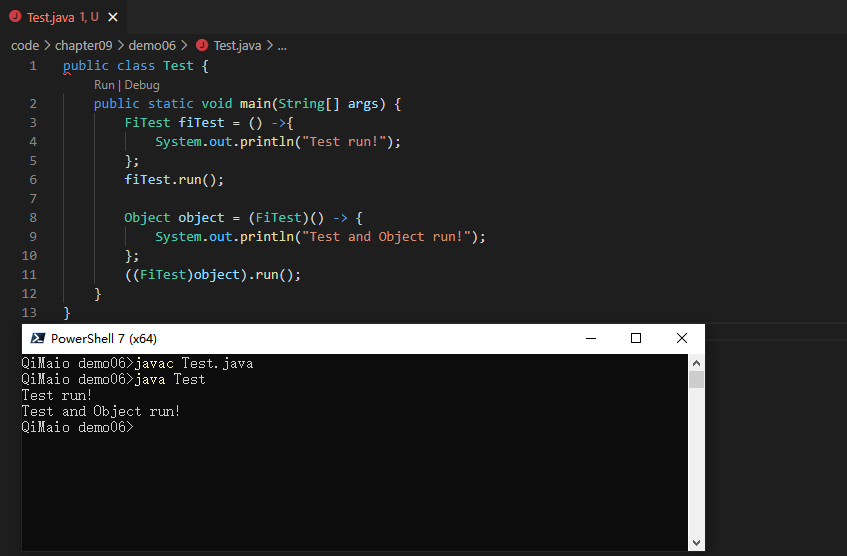 Test.java 1, U
code > chapter09 > demo06 > Test.java > ...
1 public class Test {
Run | Debug
2 public static void main(String[] args) {
3 FiTest fiTest = () ->{
4 System.out.println("Test run!");
5 };
6 fiTest.run();
7
8 Object object = (FiTest)() -> {
9 System.out.println("Test and Object run!");
10 };
11 ((FiTest)object).run();
12 }
13 }
PowerShell 7 (x64)
QiMaio demo06>javac Test.java
QiMaio demo06>java Test
Test run!
Test and Object run!
QiMaio demo06>